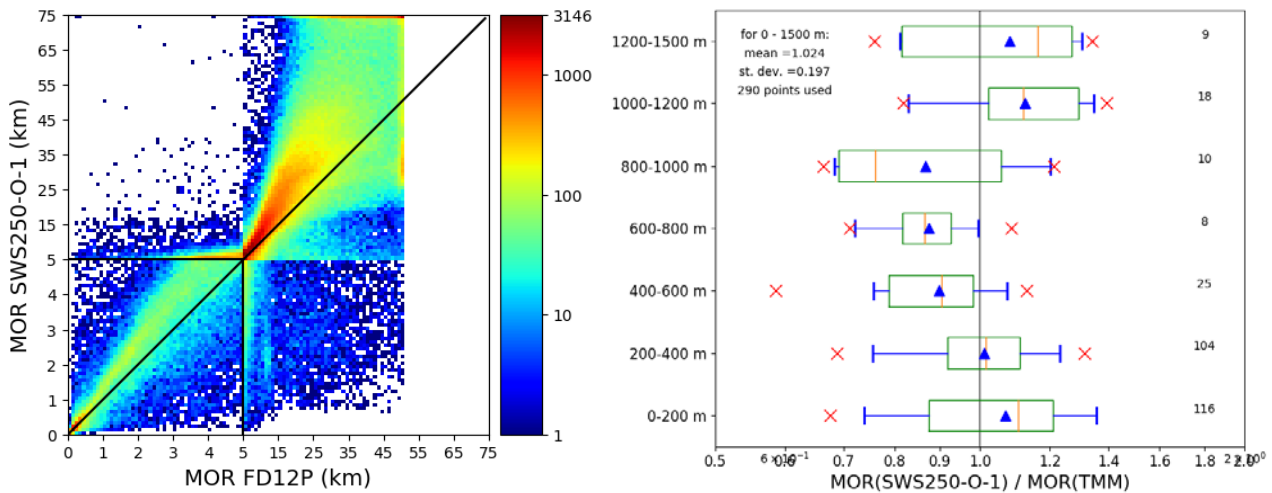 75
65
55
45
35
25
15
5
4
3
2
1
0
MOR SWS250-O-1 (km)
0 1 2 3 4 5 15 25 35 45 55 65 75
MOR FD12P (km)
3146
1000
100
10
1
for 0 - 1500 m:
mean =1.024
st. dev. =0.197
290 points used
1200-1500 m 9
1000-1200 m 18
800-1000 m 10
600-800 m 8
400-600 m 25
200-400 m 104
0-200 m 116
0.5 6 × 10⁻¹ 0.6 0.7 0.8 0.9 1.0 1.2 1.4 1.6 1.8 2 × 10⁰ 2.0
MOR(SWS250-O-1) / MOR(TMM)